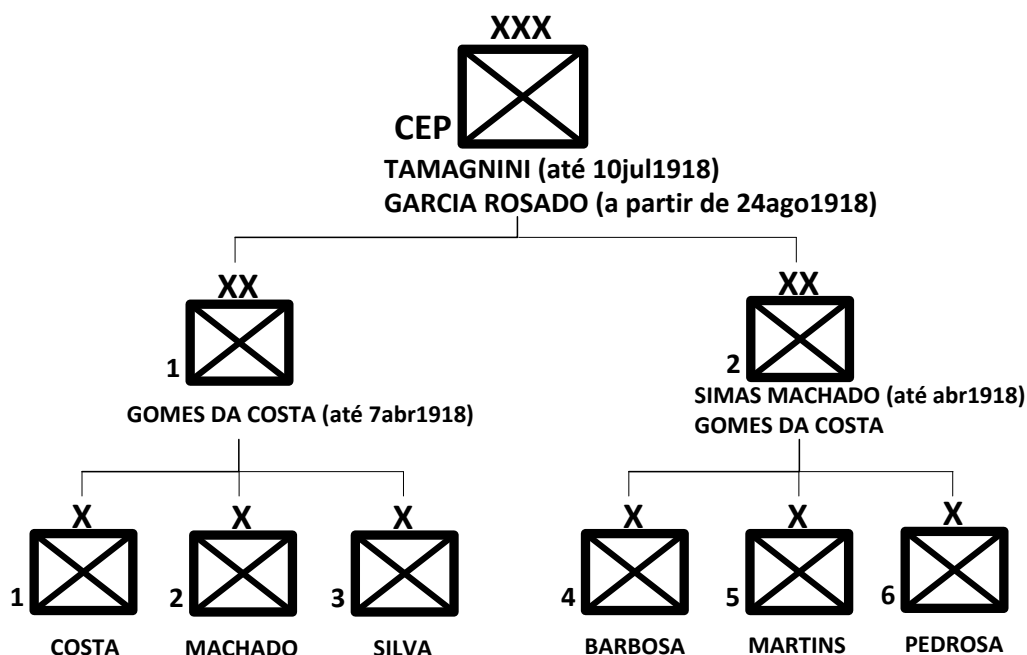 XXX
CEP
TAMAGNINI (até 10jul1918)
GARCIA ROSADO (a partir de 24ago1918)
XX
1
GOMES DA COSTA (até 7abr1918)
XX
2
SIMAS MACHADO (até abr1918)
GOMES DA COSTA
X
1
COSTA
X
2
MACHADO
X
3
SILVA
X
4
BARBOSA
X
5
MARTINS
X
6
PEDROSA